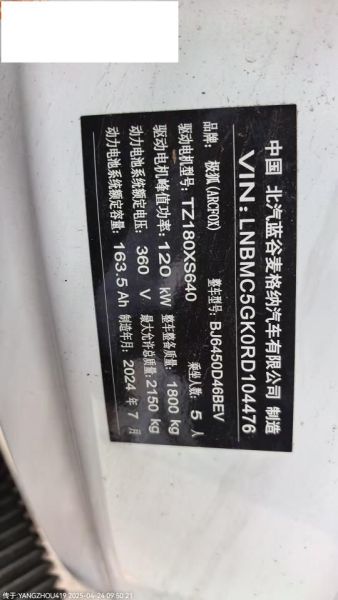 中国 北汽蓝谷麦格纳汽车有限公司 制造
VIN: LNBMC5GK0RD104476
品牌: 极狐(ARCFOX) 整车型号: BJ6450D46BEV
驱动电机型号: TZ180XS640 乘坐人数: 5 人
驱动电机峰值功率: 120 kW 整车整备质量: 1800 kg
动力电池系统额定电压: 360 V 最大允许总质量: 2150 kg
动力电池系统额定容量: 163.5 Ah 制造年月: 2024 年 7 月
传于:YANGZHOU419 2025-04-24 09:50:21